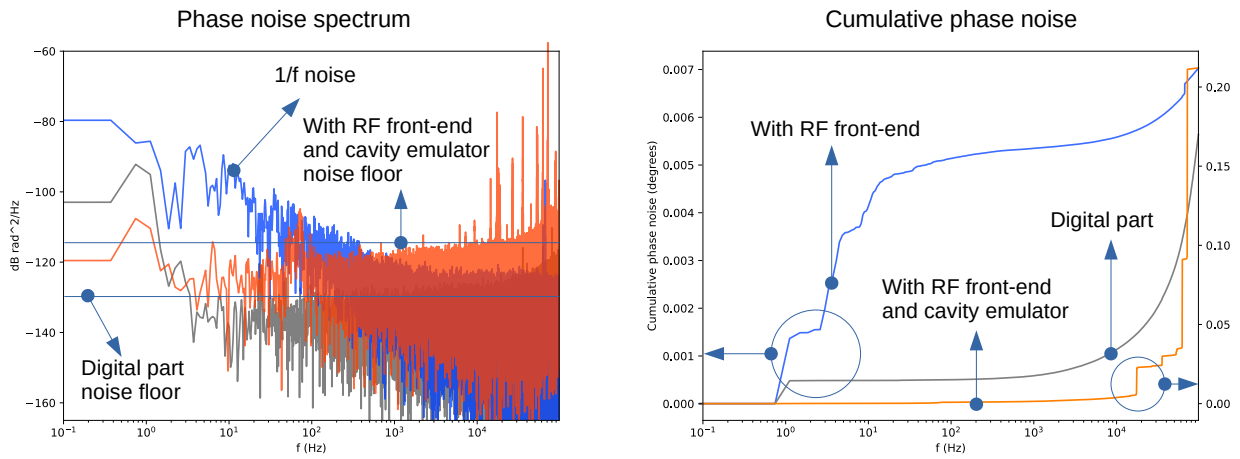 Phase noise spectrum
Cumulative phase noise
−60
−80
−100
−120
−140
−160
dB rad^2/Hz
1/f noise
With RF front-end
and cavity emulator
noise floor
Digital part
noise floor
10^-1
10^0
10^1
10^2
10^3
10^4
f (Hz)
0.007
0.006
0.005
0.004
0.003
0.002
0.001
0.000
Cumulative phase noise (degrees)
With RF front-end
Digital part
With RF front-end
and cavity emulator
0.20
0.15
0.10
0.05
0.00
10^-1
10^0
10^1
10^2
10^3
10^4
f (Hz)